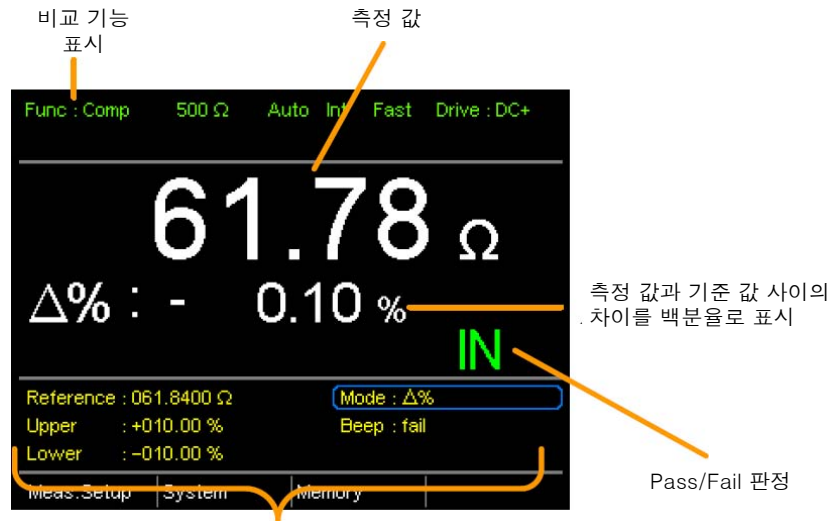 비교 기능
표시
측정 값
Func : Comp 500 Ω Auto Int Fast Drive : DC+
61.78 Ω
Δ% : - 0.10 %
측정 값과 기준 값 사이의
차이를 백분율로 표시
IN
Reference : 061.8400 Ω Mode : Δ%
Upper : +010.00 % Beep : fail
Lower : -010.00 %
Pass/Fail 판정
Meas.Setup System Memory